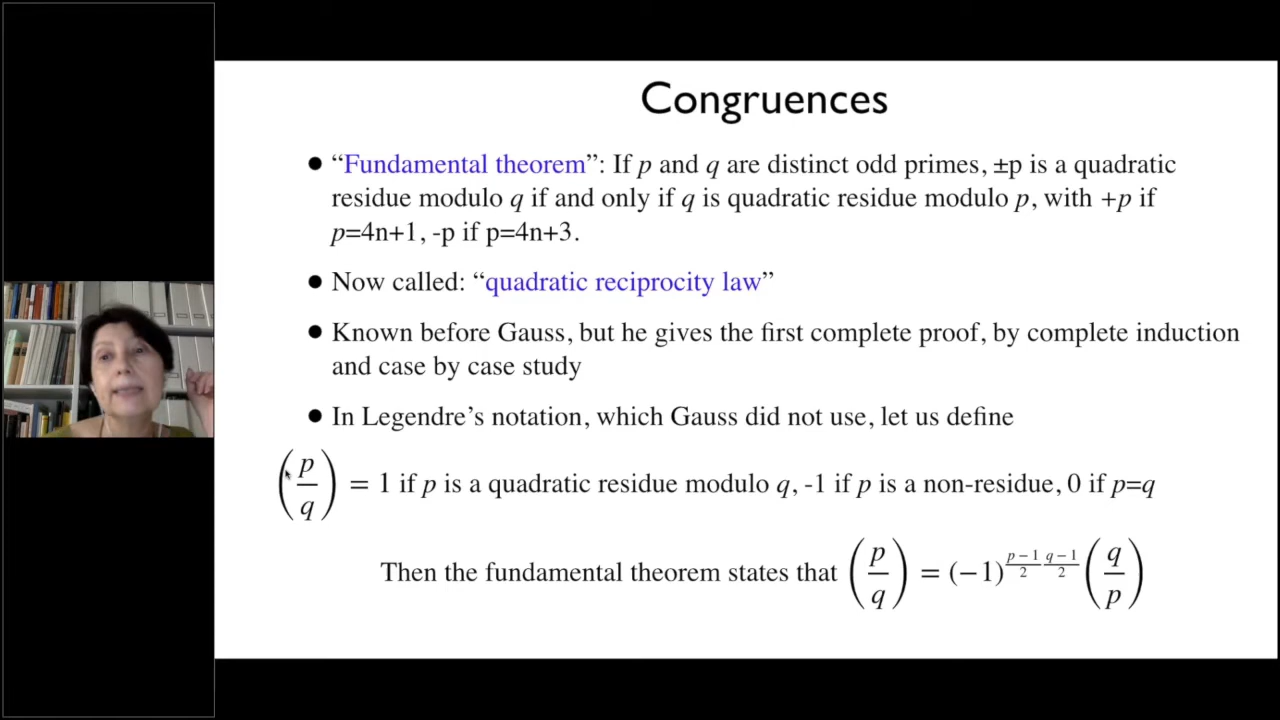 Congruences
● “Fundamental theorem”: If p and q are distinct odd primes, ±p is a quadratic
residue modulo q if and only if q is quadratic residue modulo p, with +p if
p=4n+1, -p if p=4n+3.
● Now called: “quadratic reciprocity law”
● Known before Gauss, but he gives the first complete proof, by complete induction
and case by case study
● In Legendre’s notation, which Gauss did not use, let us define
(p/q) = 1 if p is a quadratic residue modulo q, -1 if p is a non-residue, 0 if p=q
Then the fundamental theorem states that (p/q) = (−1)^{(p−1)/2 (q−1)/2} (q/p)